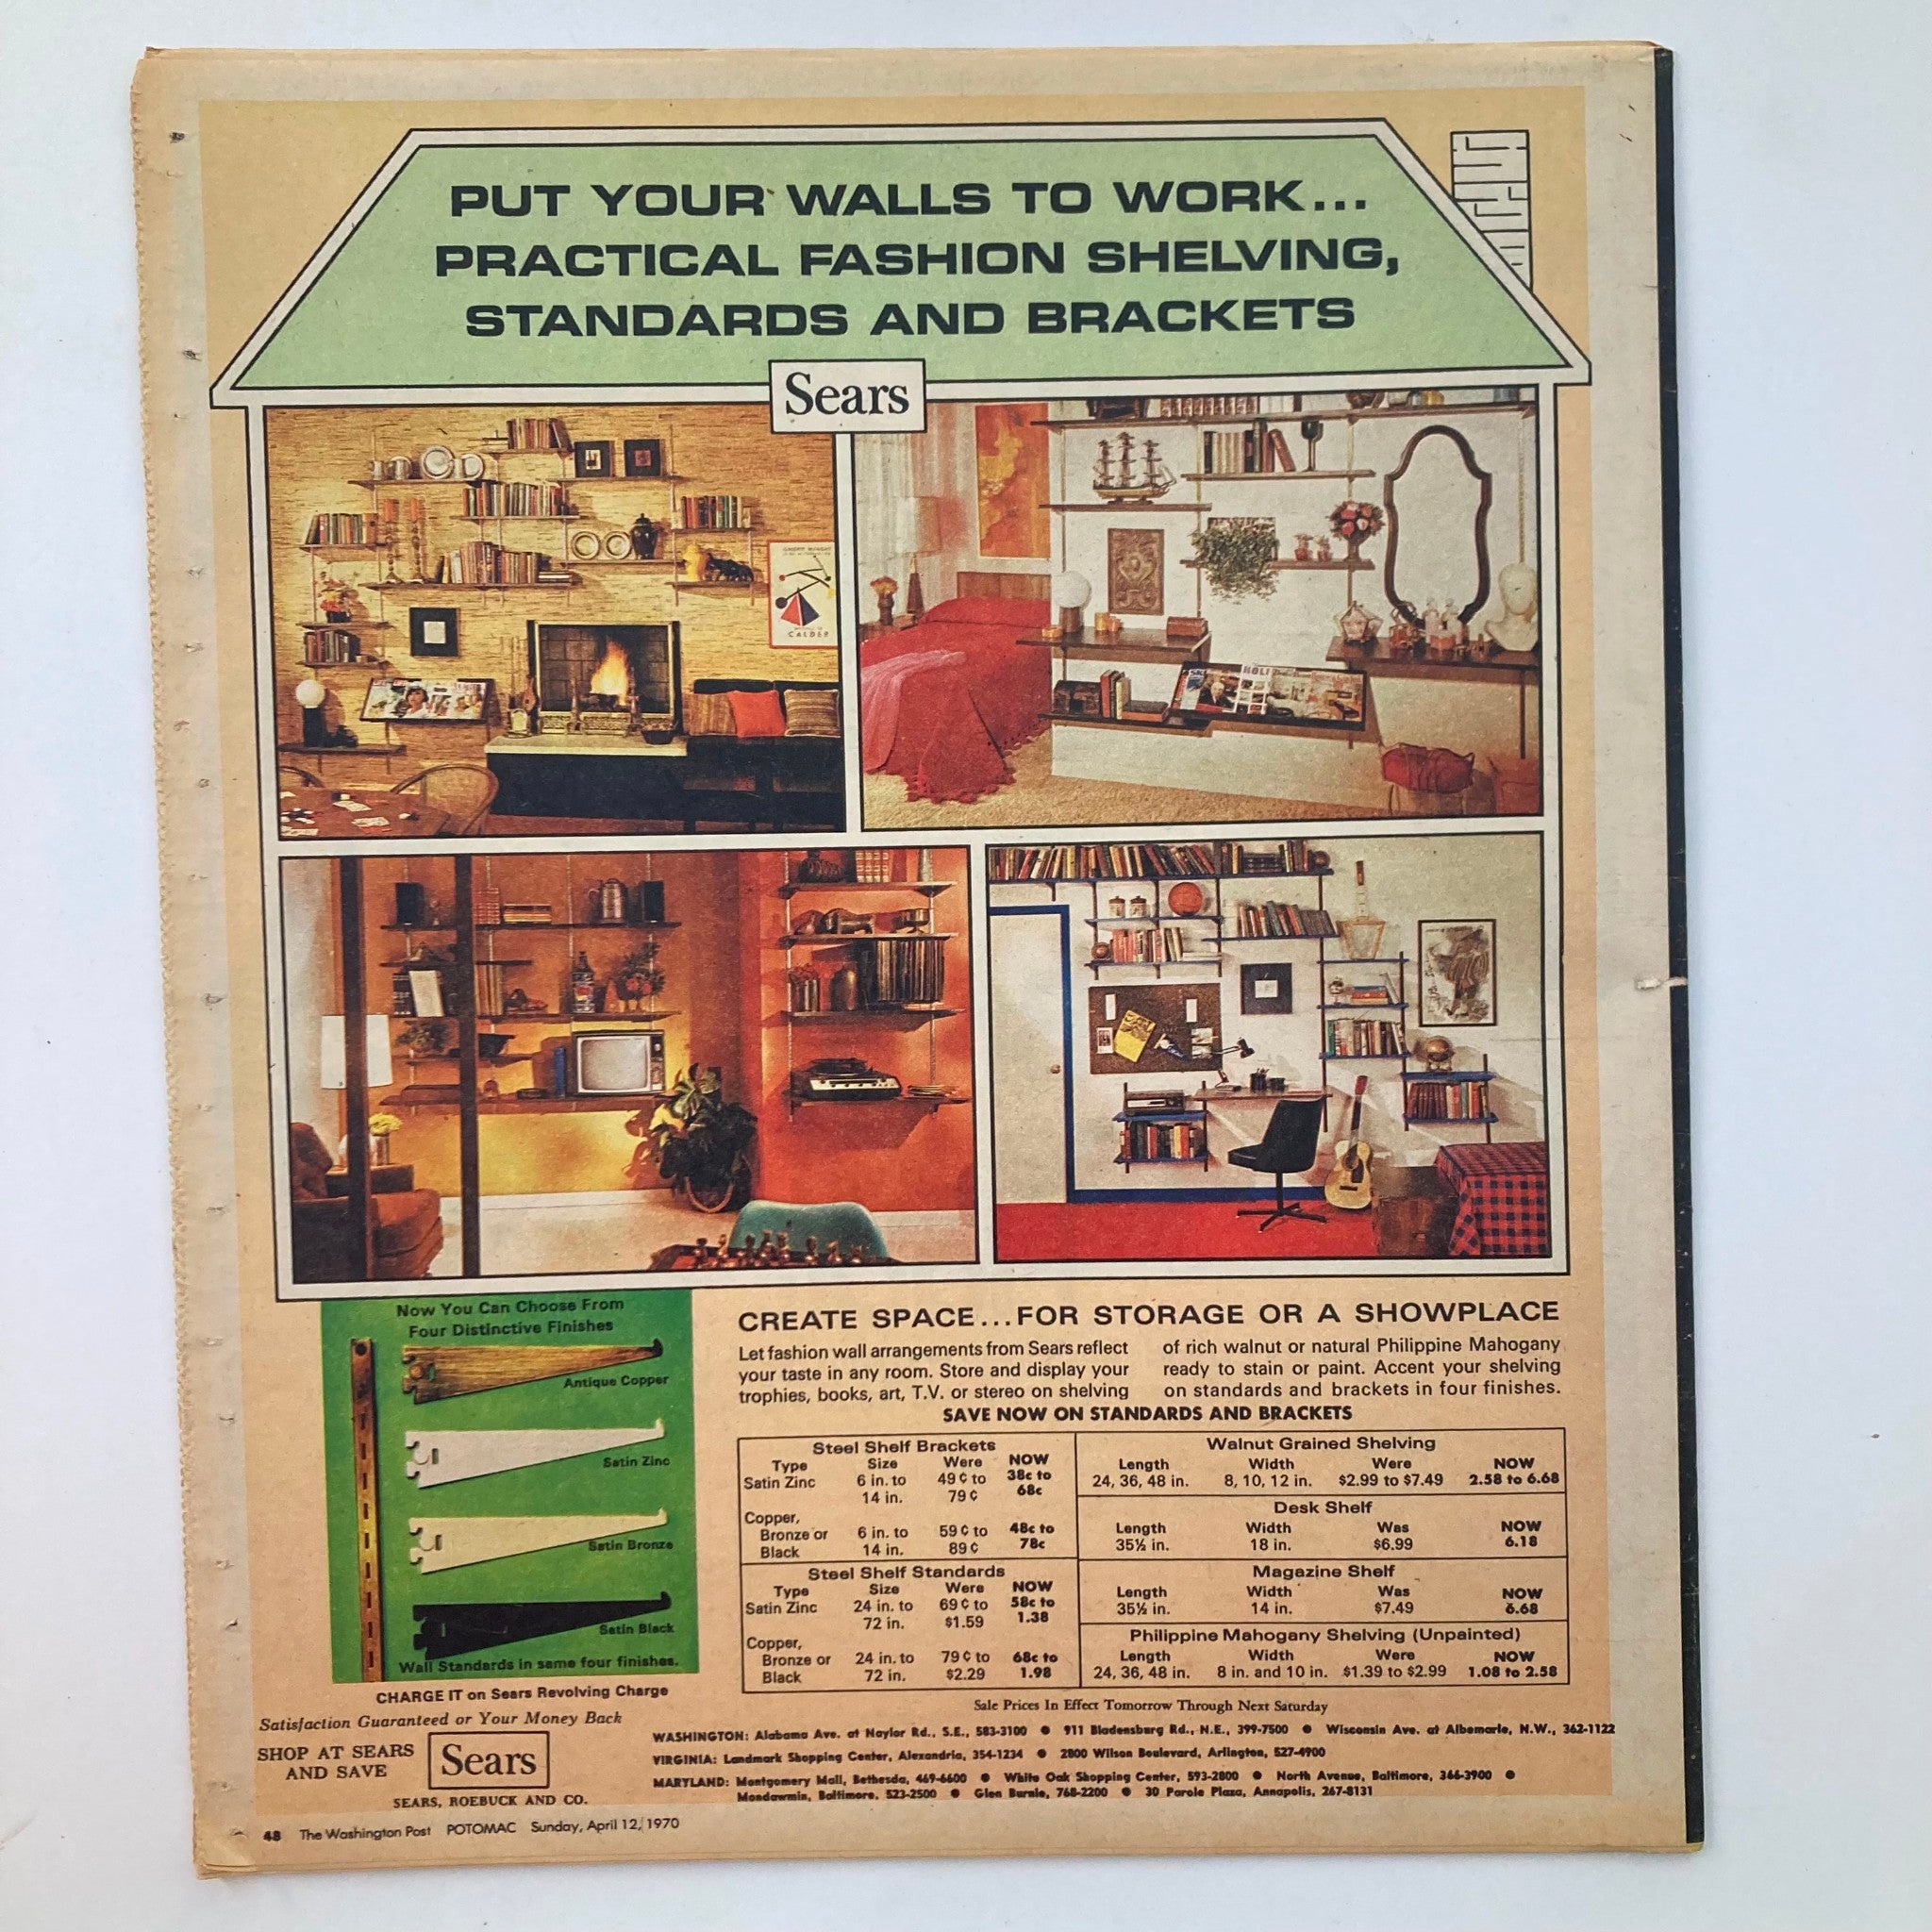 PUT YOUR WALLS TO WORK...
PRACTICAL FASHION SHELVING,
STANDARDS AND BRACKETS
Sears
CALDER
HOLI
Now You Can Choose From
Four Distinctive Finishes
Antique Copper
Satin Zinc
Satin Bronze
Satin Black
Wall Standards in same four finishes.
CREATE SPACE...FOR STORAGE OR A SHOWPLACE
Let fashion wall arrangements from Sears reflect
your taste in any room. Store and display your
trophies, books, art, T.V. or stereo on shelving
of rich walnut or natural Philippine Mahogany
ready to stain or paint. Accent your shelving
on standards and brackets in four finishes.
SAVE NOW ON STANDARDS AND BRACKETS
Steel Shelf Brackets
Type Size Were NOW
Satin Zinc 6 in. to 49¢ to 38c to
14 in. 79¢ 68c
Copper,
Bronze or 6 in. to 59¢ to 48c to
Black 14 in. 89¢ 78c
Steel Shelf Standards
Type Size Were NOW
Satin Zinc 24 in. to 69¢ to 58c to
72 in. $1.59 1.38
Copper,
Bronze or 24 in. to 79¢ to 68c to
Black 72 in. $2.29 1.98
Walnut Grained Shelving
Length Width Were NOW
24, 36, 48 in. 8, 10, 12 in. $2.99 to $7.49 2.58 to 6.68
Desk Shelf
Length Width Was NOW
35½ in. 18 in. $6.99 6.18
Magazine Shelf
Length Width Was NOW
35½ in. 14 in. $7.49 6.68
Philippine Mahogany Shelving (Unpainted)
Length Width Were NOW
24, 36, 48 in. 8 in. and 10 in. $1.39 to $2.99 1.08 to 2.58
CHARGE IT on Sears Revolving Charge
Satisfaction Guaranteed or Your Money Back
SHOP AT SEARS
AND SAVE
Sears
SEARS, ROEBUCK AND CO.
Sale Prices In Effect Tomorrow Through Next Saturday
WASHINGTON: Alabama Ave. at Naylor Rd., S.E., 583-3100 ● 911 Bladensburg Rd., N.E., 399-7500 ● Wisconsin Ave. at Albemarle, N.W., 362-1122
VIRGINIA: Landmark Shopping Center, Alexandria, 354-1234 ● 2800 Wilson Boulevard, Arlington, 527-4900
MARYLAND: Montgomery Mall, Bethesda, 469-6600 ● White Oak Shopping Center, 593-2800 ● North Avenue, Baltimore, 366-3900 ●
Mondawmin, Baltimore, 523-2500 ● Glen Burnie, 768-2200 ● 30 Parole Plaza, Annapolis, 267-8131
48 The Washington Post POTOMAC Sunday, April 12, 1970